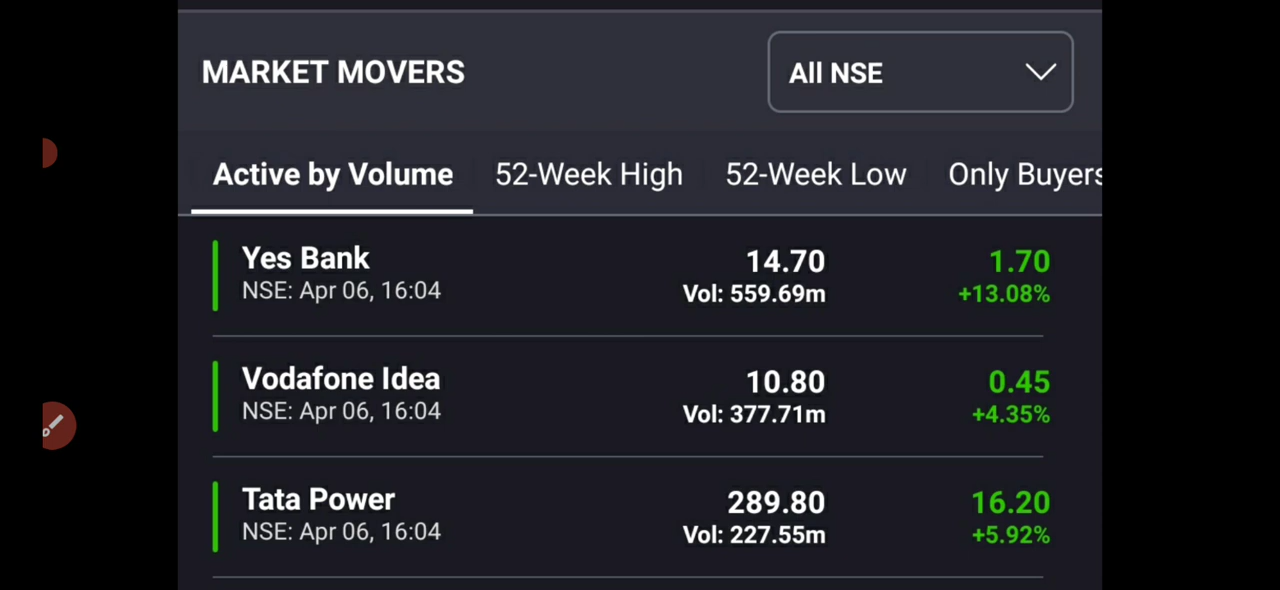 MARKET MOVERS
All NSE
Active by Volume 52-Week High 52-Week Low Only Buyers
Yes Bank 14.70 1.70
NSE: Apr 06, 16:04 Vol: 559.69m +13.08%
Vodafone Idea 10.80 0.45
NSE: Apr 06, 16:04 Vol: 377.71m +4.35%
Tata Power 289.80 16.20
NSE: Apr 06, 16:04 Vol: 227.55m +5.92%